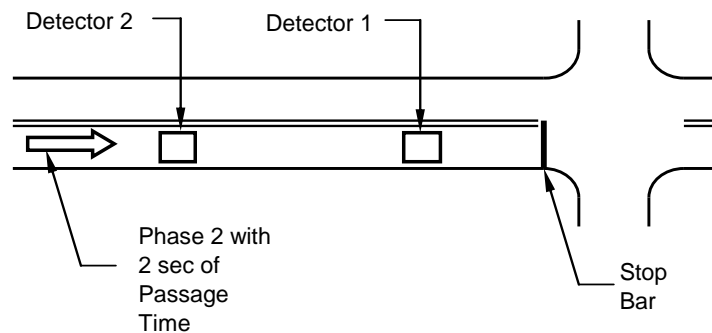 Detector 2
Detector 1
Phase 2 with
2 sec of
Passage
Time
Stop
Bar